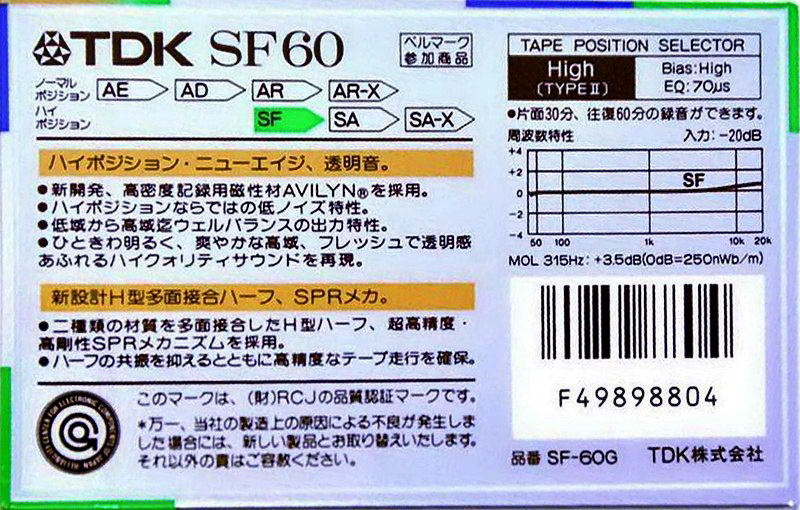 TDK SF60
ベルマーク
参加商品
ノーマル
ポジション AE AD AR AR-X
ハイ
ポジション SF SA SA-X
ハイポジション・ニューエイジ、透明音。
●新開発、高密度記録用磁性材AVILYN®を採用。
●ハイポジションならではの低ノイズ特性。
●低域から高域迄ウェルバランスの出力特性。
●ひときわ明るく、爽やかな高域、フレッシュで透明感
あふれるハイクォリティサウンドを再現。
新設計H型多面接合ハーフ、SPRメカ。
●二種類の材質を多面接合したH型ハーフ、超高精度・
高剛性SPRメカニズムを採用。
●ハーフの共振を抑えるとともに高精度なテープ走行を確保。
このマークは、(財)RCJの品質認証マークです。
*万一、当社の製造上の原因による不良が発生しま
した場合には、新しい製品とお取り替えいたします。
それ以外の責はご容赦ください。
TAPE POSITION SELECTOR
High
(TYPE II)
Bias:High
EQ:70μs
●片面30分、往復60分の録音ができます。
周波数特性 入力:-20dB
+4
+2
0
-2
-4
SF
50 100 1k 10k 20k
MOL 315Hz: +3.5dB(0dB=250nWb/m)
F49898804
品番 SF-60G TDK株式会社